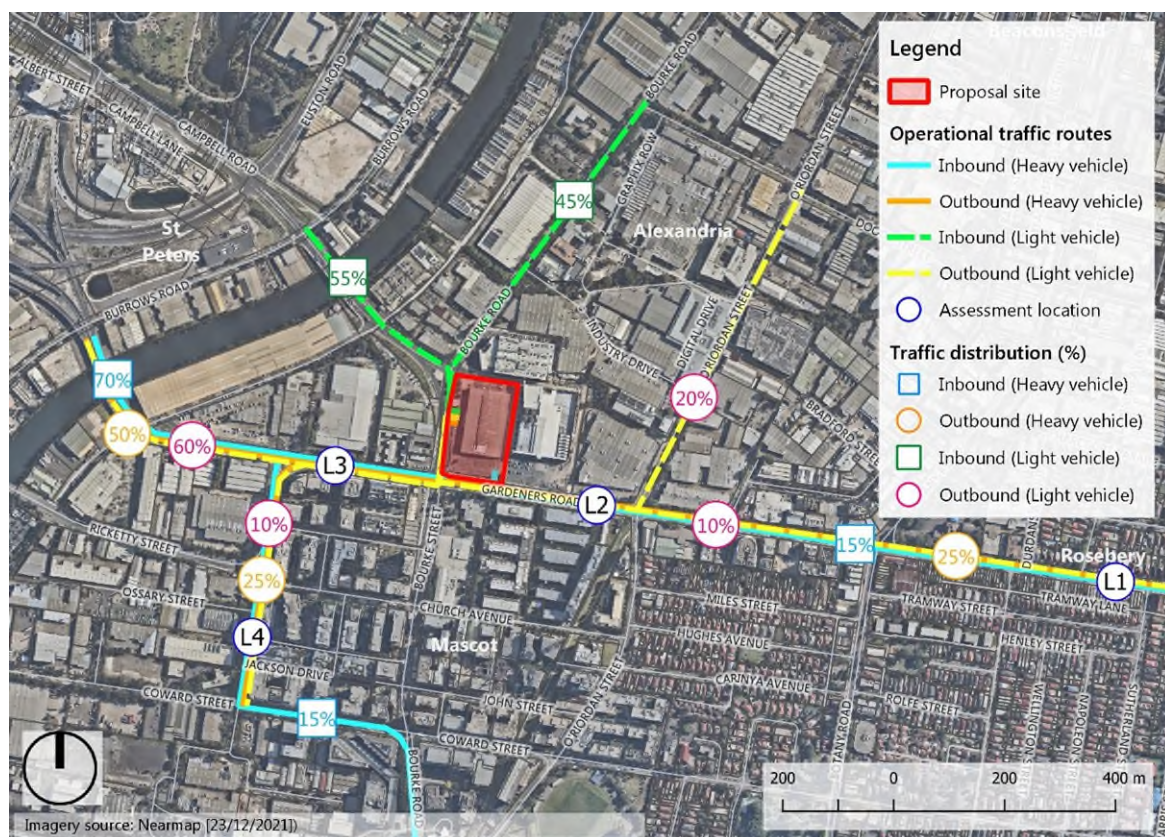 Legend
Proposal site
Operational traffic routes
Inbound (Heavy vehicle)
Outbound (Heavy vehicle)
Inbound (Light vehicle)
Outbound (Light vehicle)
Assessment location
Traffic distribution (%)
Inbound (Heavy vehicle)
Outbound (Heavy vehicle)
Inbound (Light vehicle)
Outbound (Light vehicle)
Beaconsfield
ALBERT STREET
CAMPBELL LANE
CAMPBELL ROAD
EUSTON ROAD
BURROWS ROAD
BOURKE ROAD
GRAPHIX ROW
O'RIORDAN STREET
45%
Alexandria
St
Peters
55%
BURROWS ROAD
BOURKE ROAD
INDUSTRY DRIVE
DIGITAL DRIVE
O'RIORDAN STREET
BRADFORD STREET
70%
20%
50%
60%
L3
GARDENERS ROAD
L2
10%
15%
25%
DURDANS
Rosebery
L1
10%
RICKETTY STREET
BOURKE STREET
25%
OSSARY STREET
CHURCH AVENUE
MILES STREET
TRAMWAY STREET
TRAMWAY LANE
HUGHES AVENUE
HENLEY STREET
L4
Mascot
JACKSON DRIVE
CARINYA AVENUE
COWARD STREET
JOHN STREET
ROLFE STREET
15%
COWARD STREET
O'RIORDAN STREET
BOTANY ROAD
WELLINGTON STREET
NAPOLEON STREET
SUTHERLAND STREET
BOURKE ROAD
200 0 200 400 m
Imagery source: Nearmap [23/12/2021])